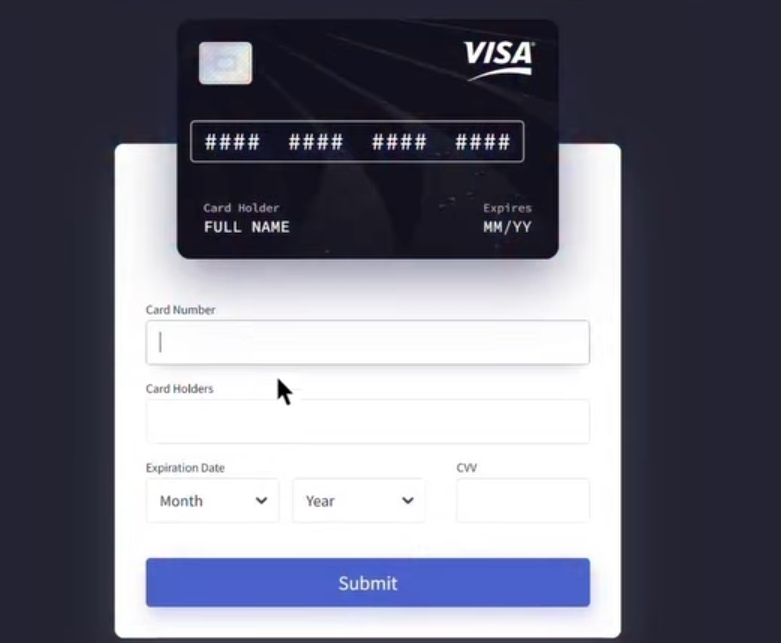 VISA
#### #### #### ####
Card Holder Expires
FULL NAME MM/YY
Card Number
Card Holders
Expiration Date CVV
Month Year
Submit